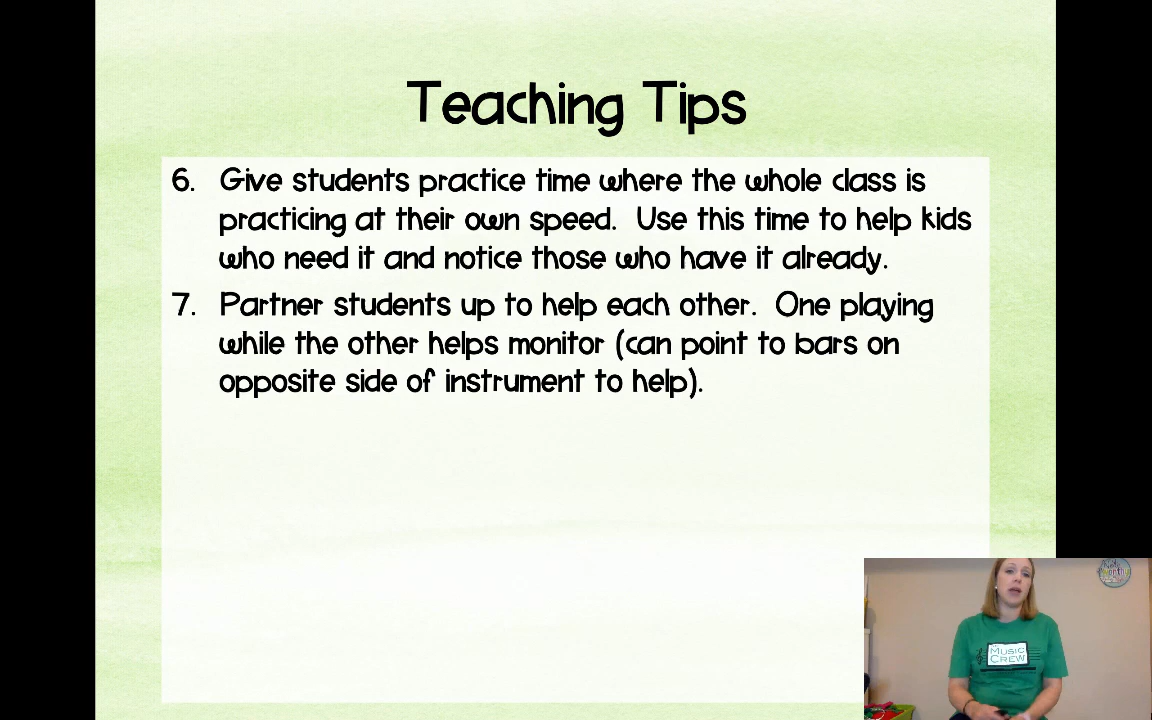 Teaching Tips
6. Give students practice time where the whole class is
practicing at their own speed. Use this time to help kids
who need it and notice those who have it already.
7. Partner students up to help each other. One playing
while the other helps monitor (can point to bars on
opposite side of instrument to help).
MUSIC
CREW